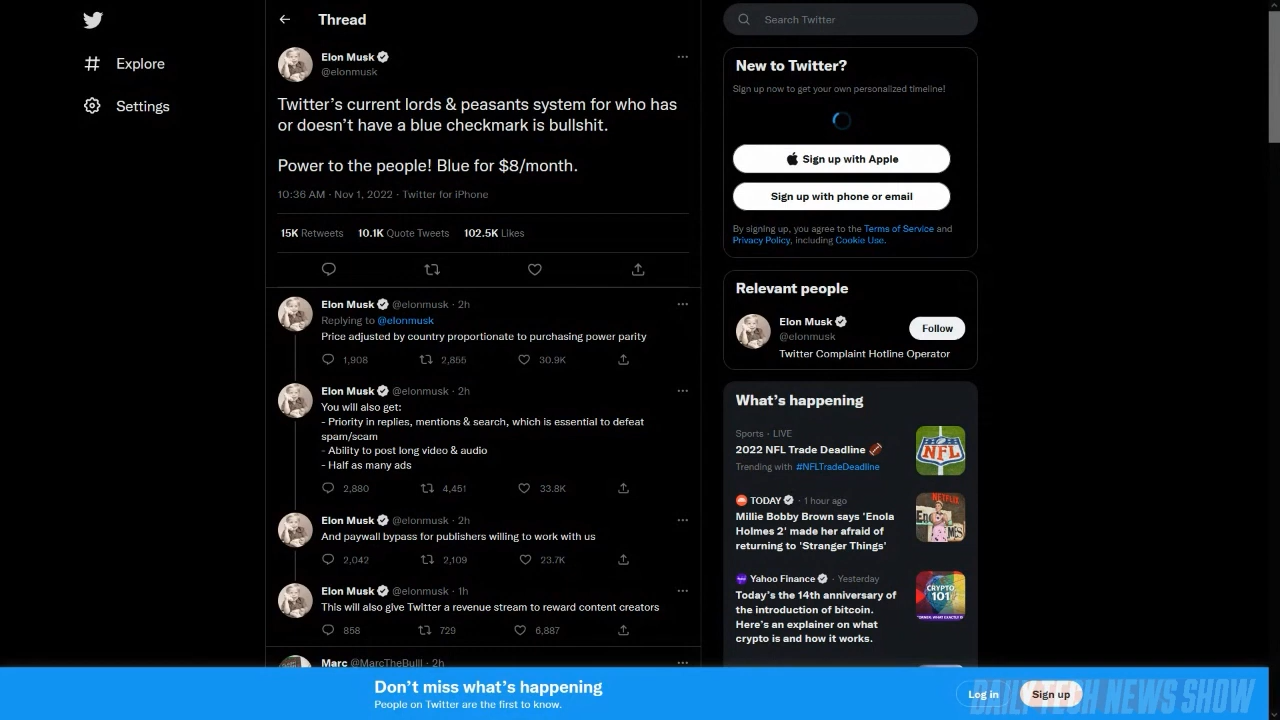 Thread
Search Twitter
Explore
Settings
Elon Musk
@elonmusk
Twitter's current lords & peasants system for who has
or doesn't have a blue checkmark is bullshit.
Power to the people! Blue for $8/month.
10:36 AM · Nov 1, 2022 · Twitter for iPhone
15K Retweets 10.1K Quote Tweets 102.5K Likes
Elon Musk @elonmusk · 2h
Replying to @elonmusk
Price adjusted by country proportionate to purchasing power parity
1,908 2,855 30.9K
Elon Musk @elonmusk · 2h
You will also get:
- Priority in replies, mentions & search, which is essential to defeat
spam/scam
- Ability to post long video & audio
- Half as many ads
2,880 4,451 33.8K
Elon Musk @elonmusk · 2h
And paywall bypass for publishers willing to work with us
2,042 2,109 23.7K
Elon Musk @elonmusk · 1h
This will also give Twitter a revenue stream to reward content creators
858 729 6,887
Marc @MarcTheBull · 2h
New to Twitter?
Sign up now to get your own personalized timeline!
Sign up with Apple
Sign up with phone or email
By signing up, you agree to the Terms of Service and
Privacy Policy, including Cookie Use.
Relevant people
Elon Musk
@elonmusk
Follow
Twitter Complaint Hotline Operator
What's happening
Sports · LIVE
2022 NFL Trade Deadline 🏈
Trending with #NFLTradeDeadline
NFL
TODAY · 1 hour ago
Millie Bobby Brown says 'Enola
Holmes 2' made her afraid of
returning to 'Stranger Things'
NETFLIX
Yahoo Finance · Yesterday
Today's the 14th anniversary of
the introduction of bitcoin.
Here's an explainer on what
crypto is and how it works.
CRYPTO
101
Don't miss what's happening
People on Twitter are the first to know.
Log in
Sign up
DAILY TECH NEWS SHOW